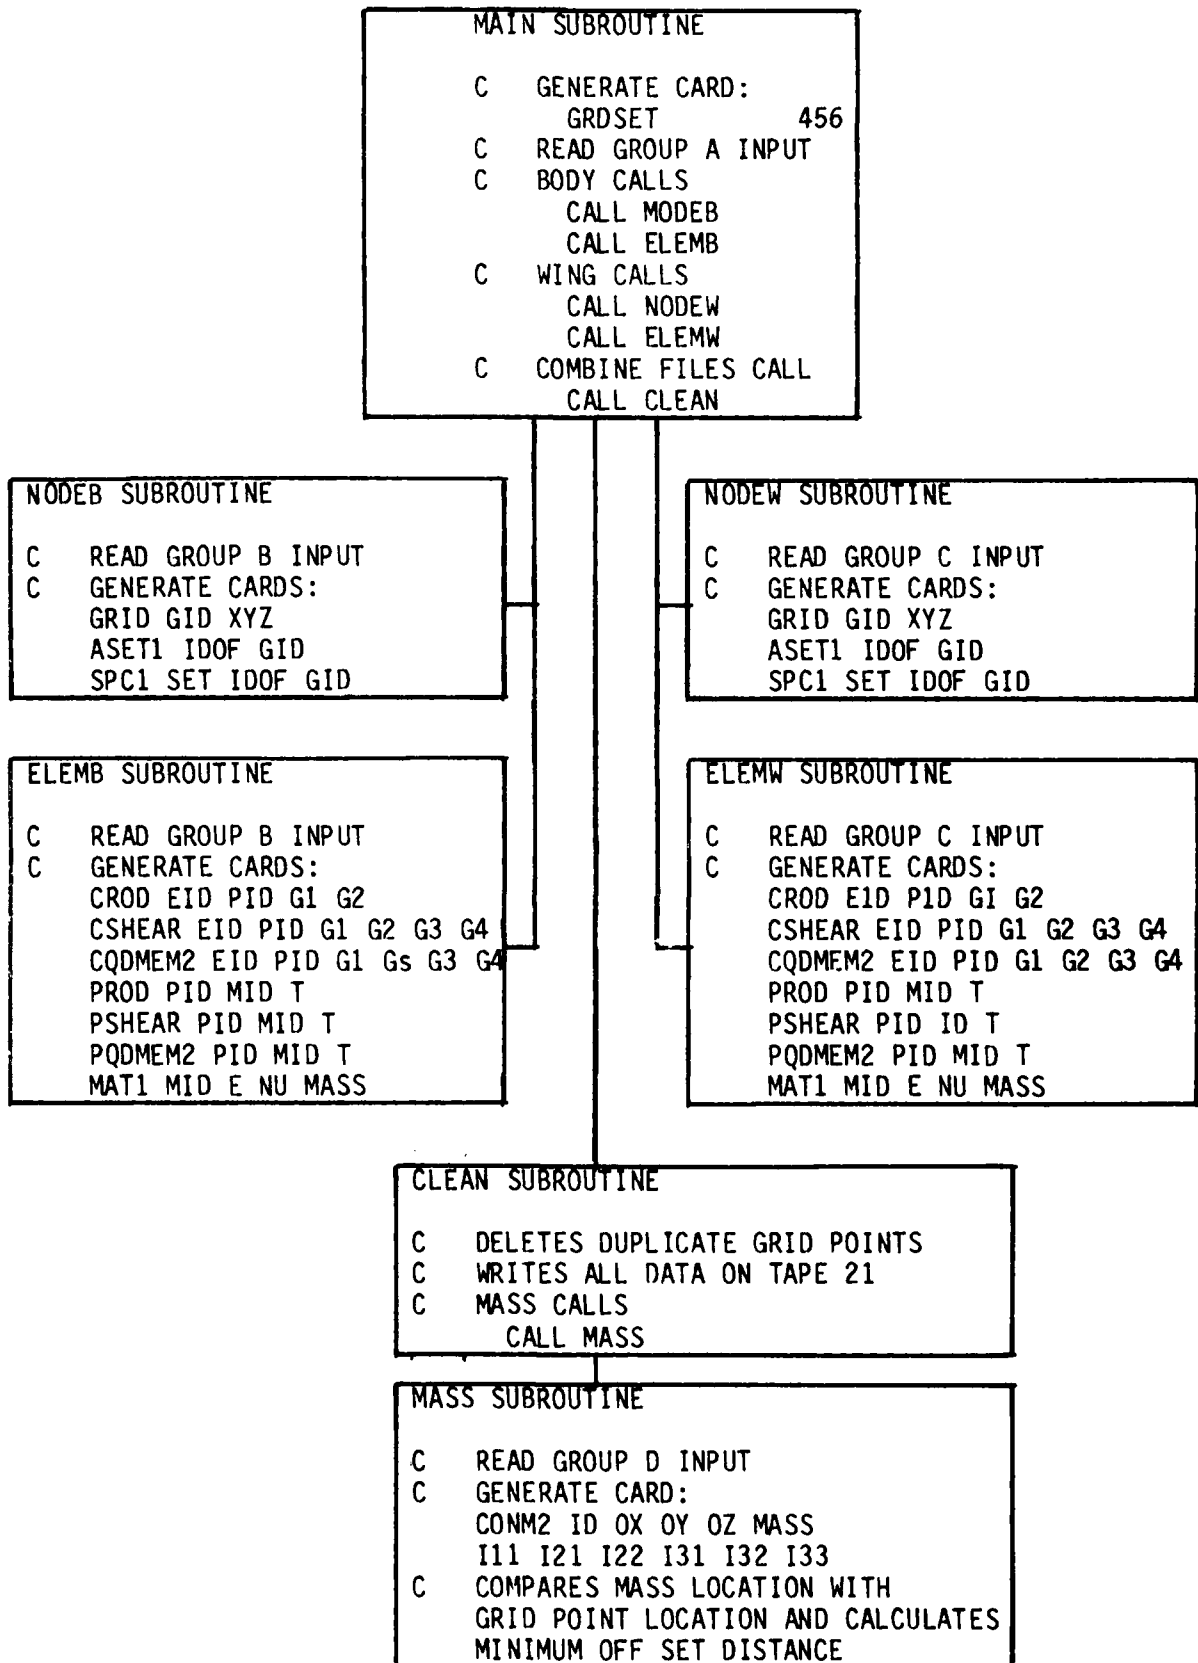 MAIN SUBROUTINE
C GENERATE CARD:
GRDSET 456
C READ GROUP A INPUT
C BODY CALLS
CALL MODEB
CALL ELEMB
C WING CALLS
CALL NODEW
CALL ELEMW
C COMBINE FILES CALL
CALL CLEAN
NODEB SUBROUTINE
C READ GROUP B INPUT
C GENERATE CARDS:
GRID GID XYZ
ASET1 IDOF GID
SPC1 SET IDOF GID
NODEW SUBROUTINE
C READ GROUP C INPUT
C GENERATE CARDS:
GRID GID XYZ
ASET1 IDOF GID
SPC1 SET IDOF GID
ELEMB SUBROUTINE
C READ GROUP B INPUT
C GENERATE CARDS:
CROD EID PID G1 G2
CSHEAR EID PID G1 G2 G3 G4
CQDMEM2 EID PID G1 Gs G3 G4
PROD PID MID T
PSHEAR PID MID T
PQDMEM2 PID MID T
MAT1 MID E NU MASS
ELEMW SUBROUTINE
C READ GROUP C INPUT
C GENERATE CARDS:
CROD E1D P1D GI G2
CSHEAR EID PID G1 G2 G3 G4
CQDMEM2 EID PID G1 G2 G3 G4
PROD PID MID T
PSHEAR PID ID T
PQDMEM2 PID MID T
MAT1 MID E NU MASS
CLEAN SUBROUTINE
C DELETES DUPLICATE GRID POINTS
C WRITES ALL DATA ON TAPE 21
C MASS CALLS
CALL MASS
MASS SUBROUTINE
C READ GROUP D INPUT
C GENERATE CARD:
CONM2 ID OX OY OZ MASS
I11 I21 I22 I31 I32 I33
C COMPARES MASS LOCATION WITH
GRID POINT LOCATION AND CALCULATES
MINIMUM OFF SET DISTANCE